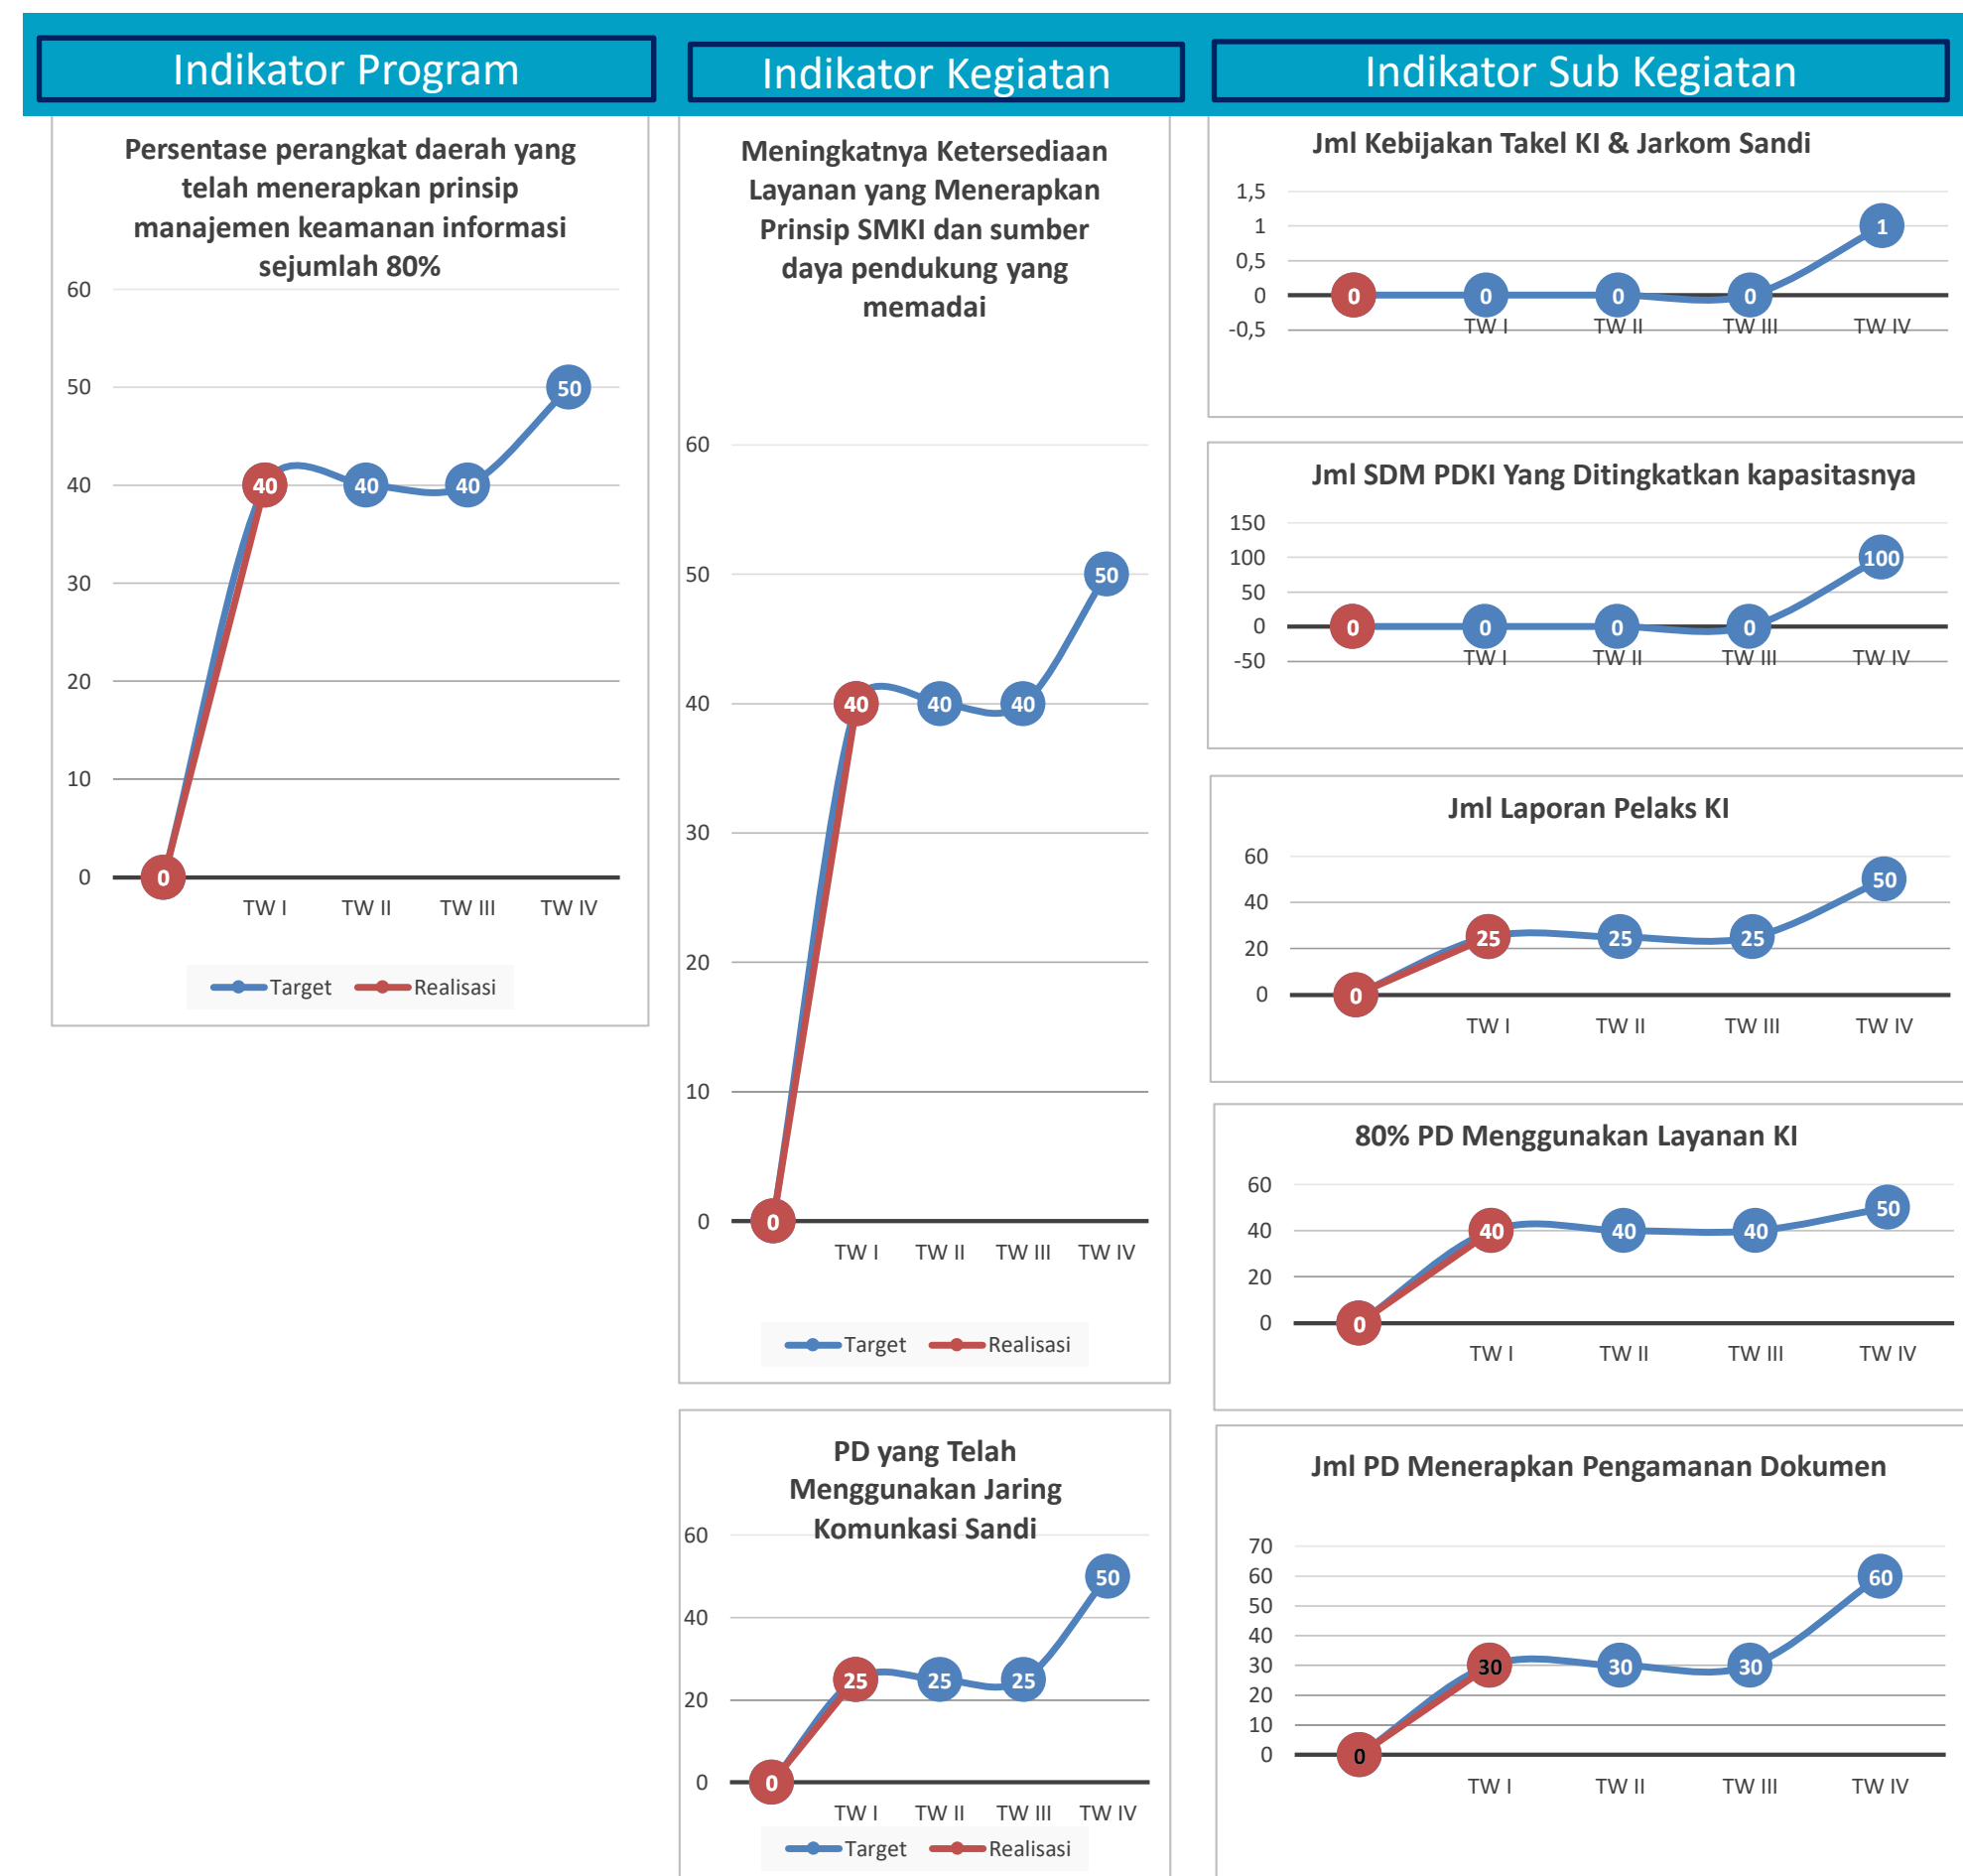 Indikator Program
Indikator Kegiatan
Indikator Sub Kegiatan
Persentase perangkat daerah yang
telah menerapkan prinsip
manajemen keamanan informasi
sejumlah 80%
60
50
40
30
20
10
0
0
40
40
40
50
TW I TW II TW III TW IV
Target Realisasi
Meningkatnya Ketersediaan
Layanan yang Menerapkan
Prinsip SMKI dan sumber
daya pendukung yang
memadai
60
50
40
30
20
10
0
0
40
40
40
50
TW I TW II TW III TW IV
Target Realisasi
PD yang Telah
Menggunakan Jaring
Komunkasi Sandi
60
40
20
0
0
25
25
25
50
TW I TW II TW III TW IV
Target Realisasi
Jml Kebijakan Takel KI & Jarkom Sandi
1,5
1
0,5
0
-0,5
0
0
0
0
1
TW I TW II TW III TW IV
Jml SDM PDKI Yang Ditingkatkan kapasitasnya
150
100
50
0
-50
0
0
0
0
100
TW I TW II TW III TW IV
Jml Laporan Pelaks KI
60
40
20
0
0
25
25
25
50
TW I TW II TW III TW IV
80% PD Menggunakan Layanan KI
60
40
20
0
0
40
40
40
50
TW I TW II TW III TW IV
Jml PD Menerapkan Pengamanan Dokumen
70
60
50
40
30
20
10
0
0
30
30
30
60
TW I TW II TW III TW IV